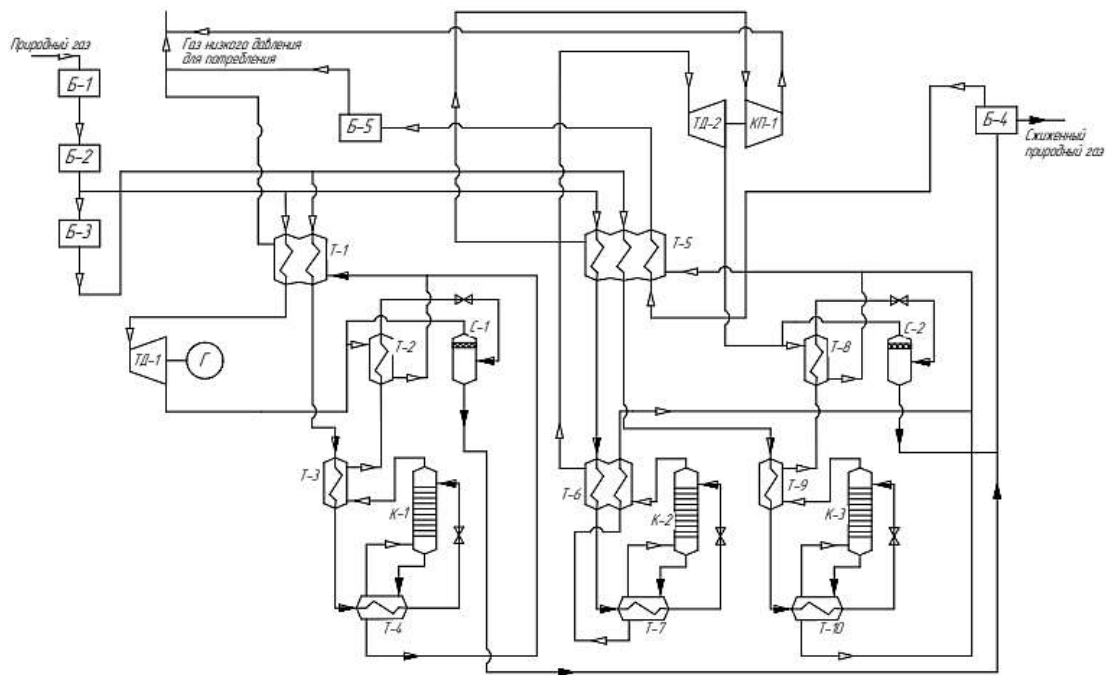 Природный газ
Газ низкого давления
для потребления
Б-1
Б-2
Б-3
Б-5
ТД-2
КП-1
Б-4
Сжиженный
природный газ
Т-1
Т-5
ТД-1
Г
Т-2
С-1
Т-8
С-2
Т-3
К-1
Т-4
Т-6
К-2
Т-7
Т-9
К-3
Т-10